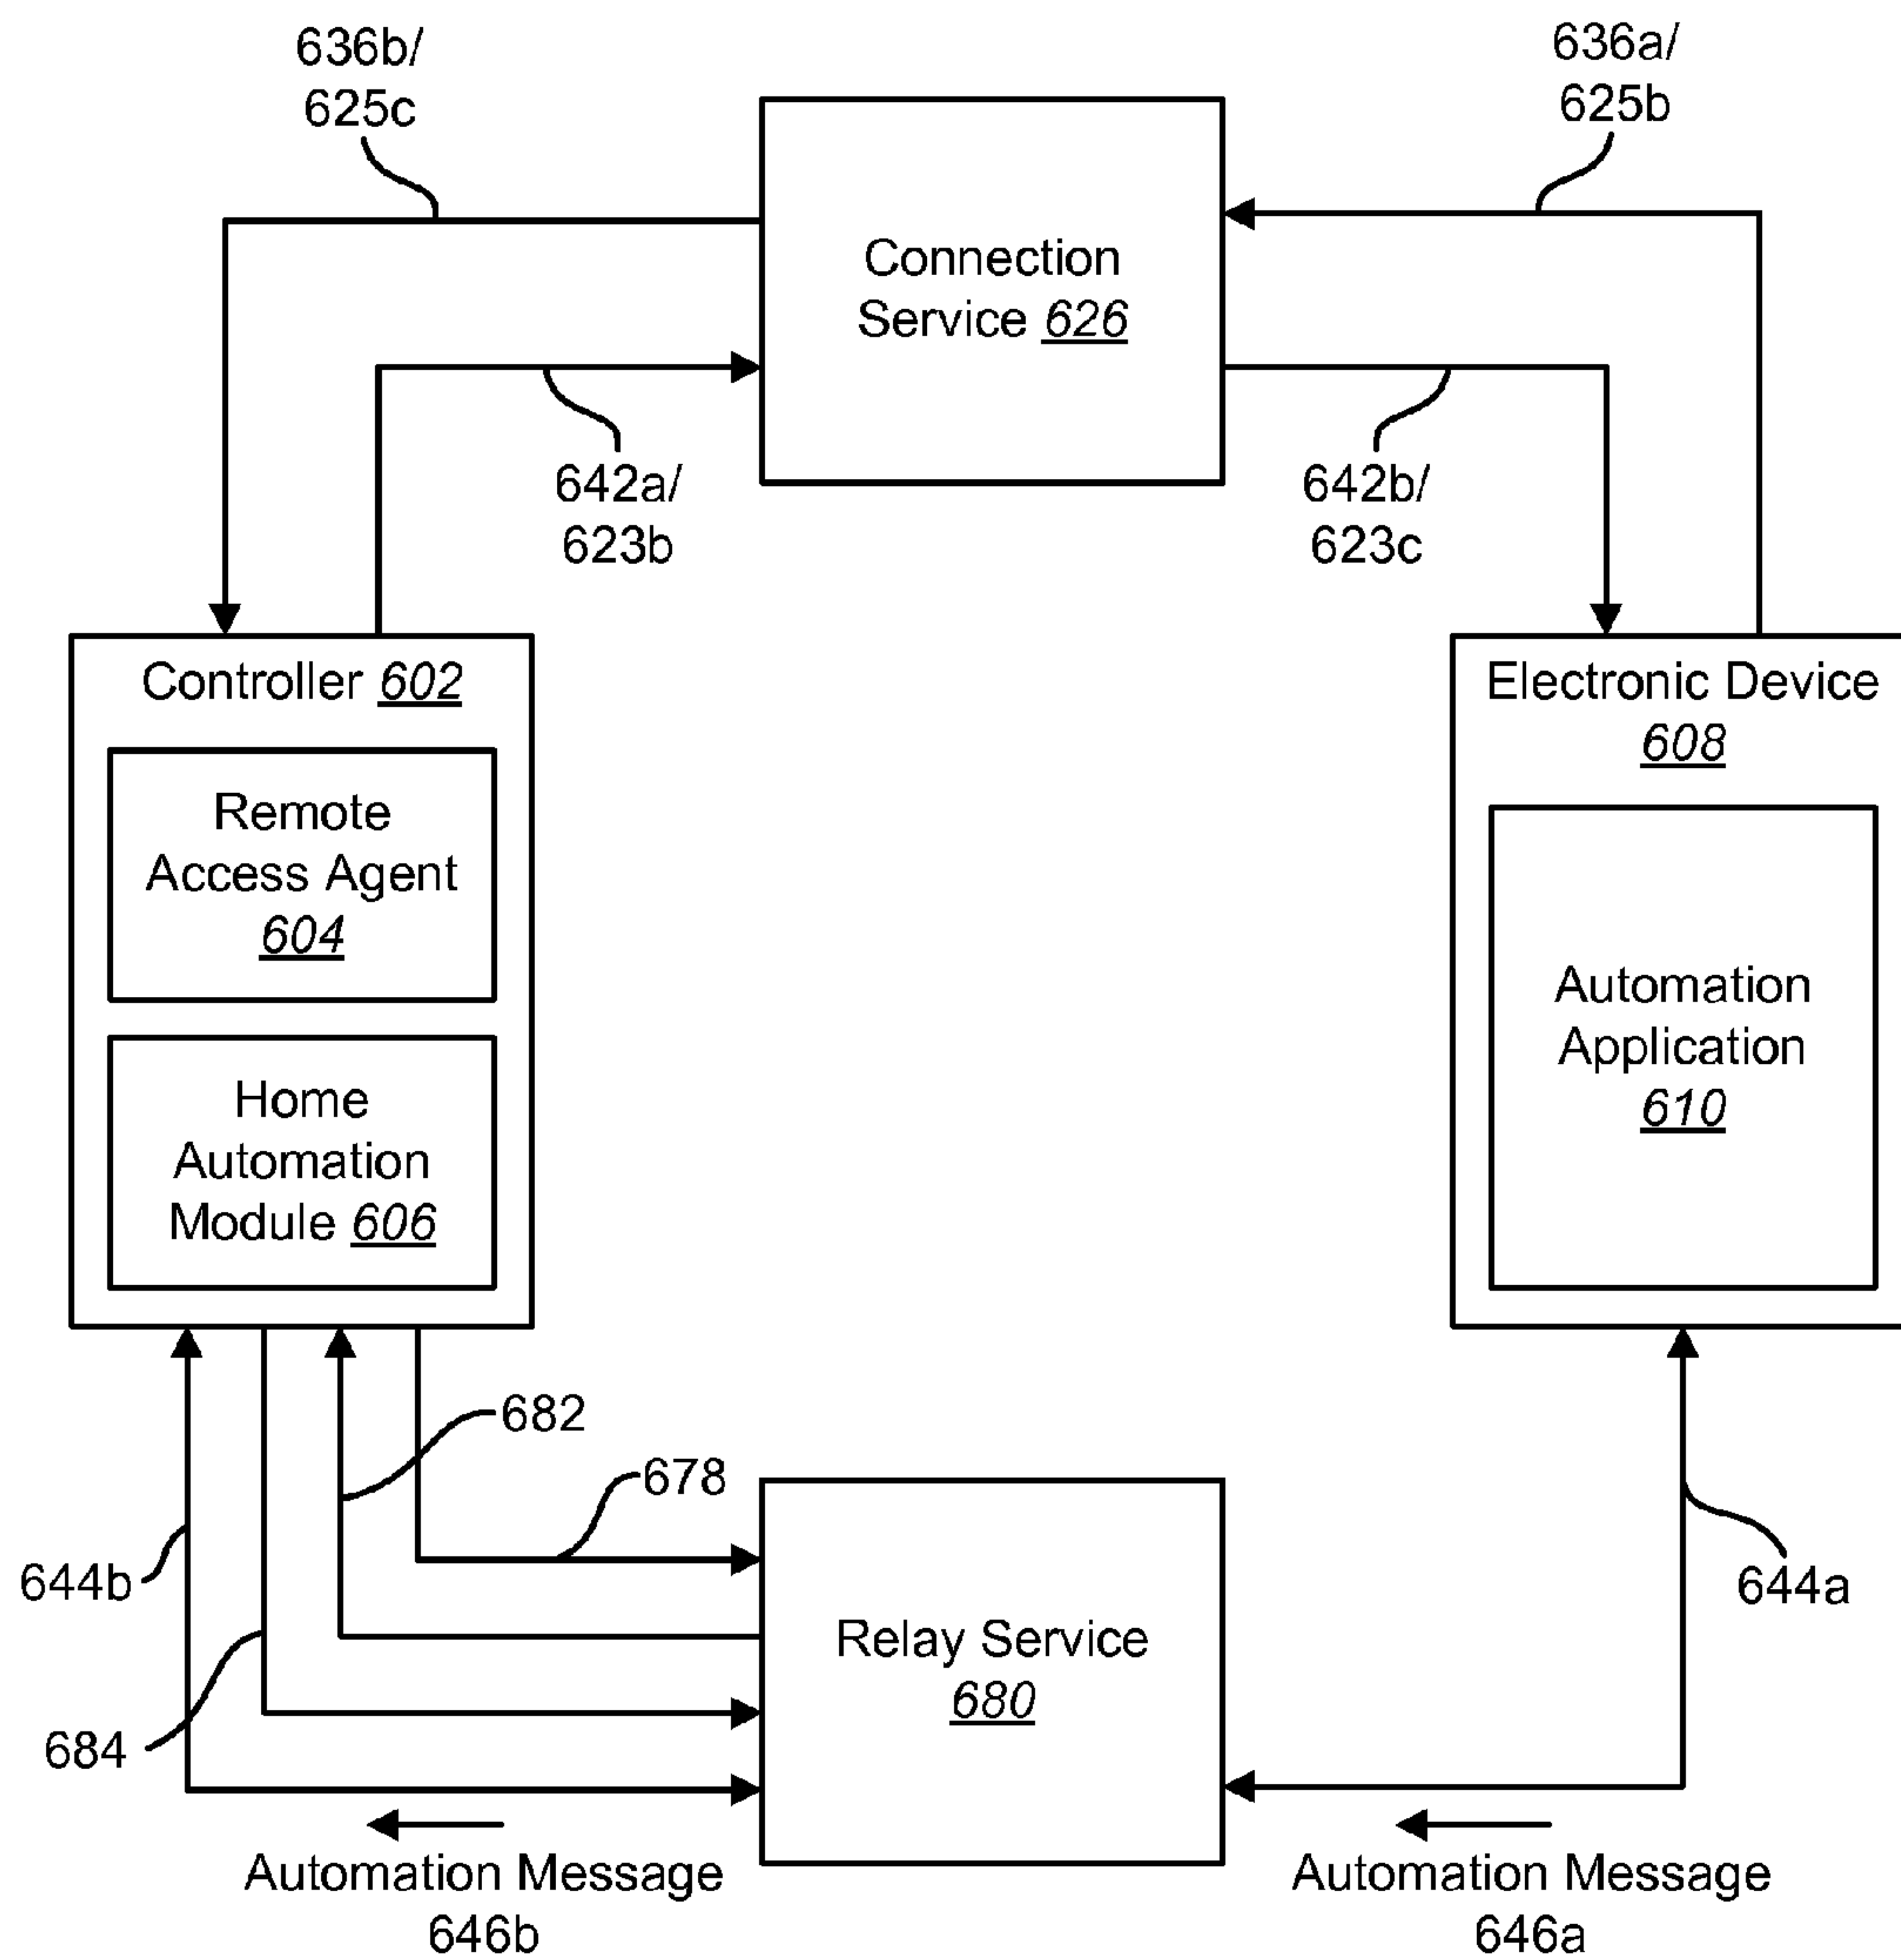 636b/
625c
636a/
625b
Connection
Service 626
642a/
623b
642b/
623c
Controller 602
Remote
Access Agent
604
Home
Automation
Module 606
Electronic Device
608
Automation
Application
610
682
678
644b
684
644a
Relay Service
680
Automation Message
646b
Automation Message
646a